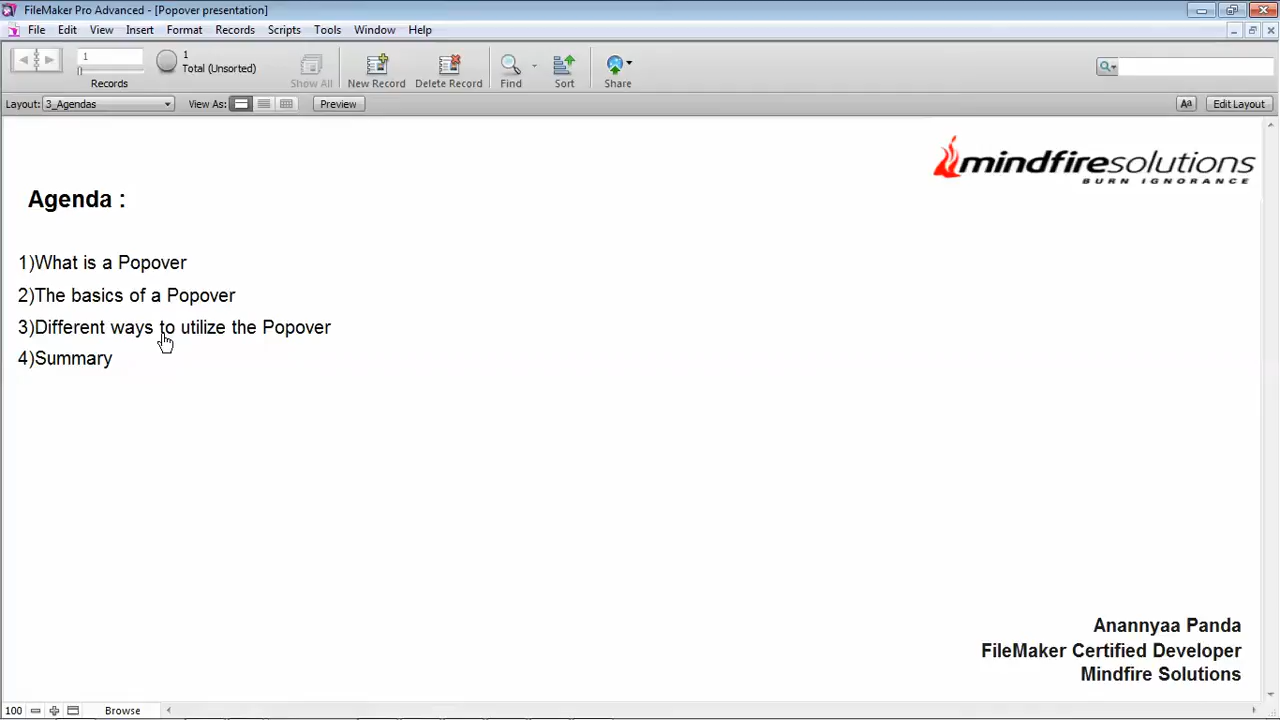 FileMaker Pro Advanced - [Popover presentation]
File Edit View Insert Format Records Scripts Tools Window Help
1
Records
1
Total (Unsorted)
Show All
New Record
Delete Record
Find
Sort
Share
Layout: 3_Agendas
View As:
Preview
Aa
Edit Layout
mindfiresolutions
BURN IGNORANCE
Agenda :
1)What is a Popover
2)The basics of a Popover
3)Different ways to utilize the Popover
4)Summary
Anannyaa Panda
FileMaker Certified Developer
Mindfire Solutions
100
Browse